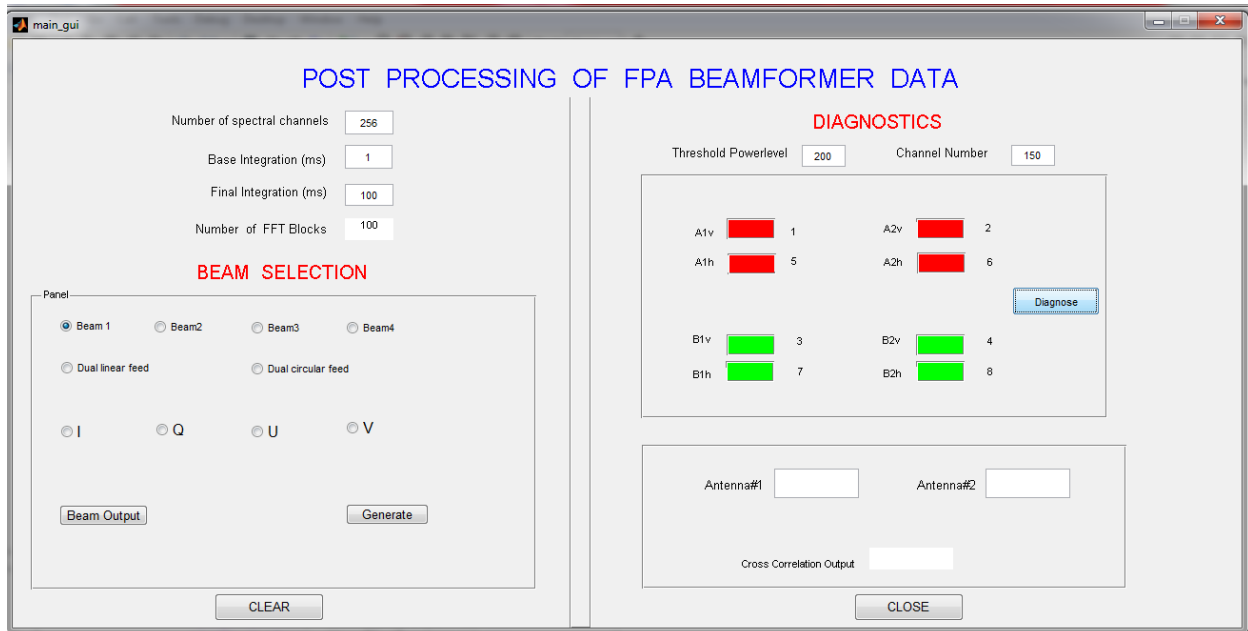 main_gui
POST PROCESSING OF FPA BEAMFORMER DATA
Number of spectral channels 256
Base Integration (ms) 1
Final Integration (ms) 100
Number of FFT Blocks 100
BEAM SELECTION
Panel
Beam 1 Beam2 Beam3 Beam4
Dual linear feed Dual circular feed
I Q U V
Beam Output Generate
CLEAR
DIAGNOSTICS
Threshold Powerlevel 200 Channel Number 150
A1v 1 A2v 2
A1h 5 A2h 6
Diagnose
B1v 3 B2v 4
B1h 7 B2h 8
Antenna#1 Antenna#2
Cross Correlation Output
CLOSE